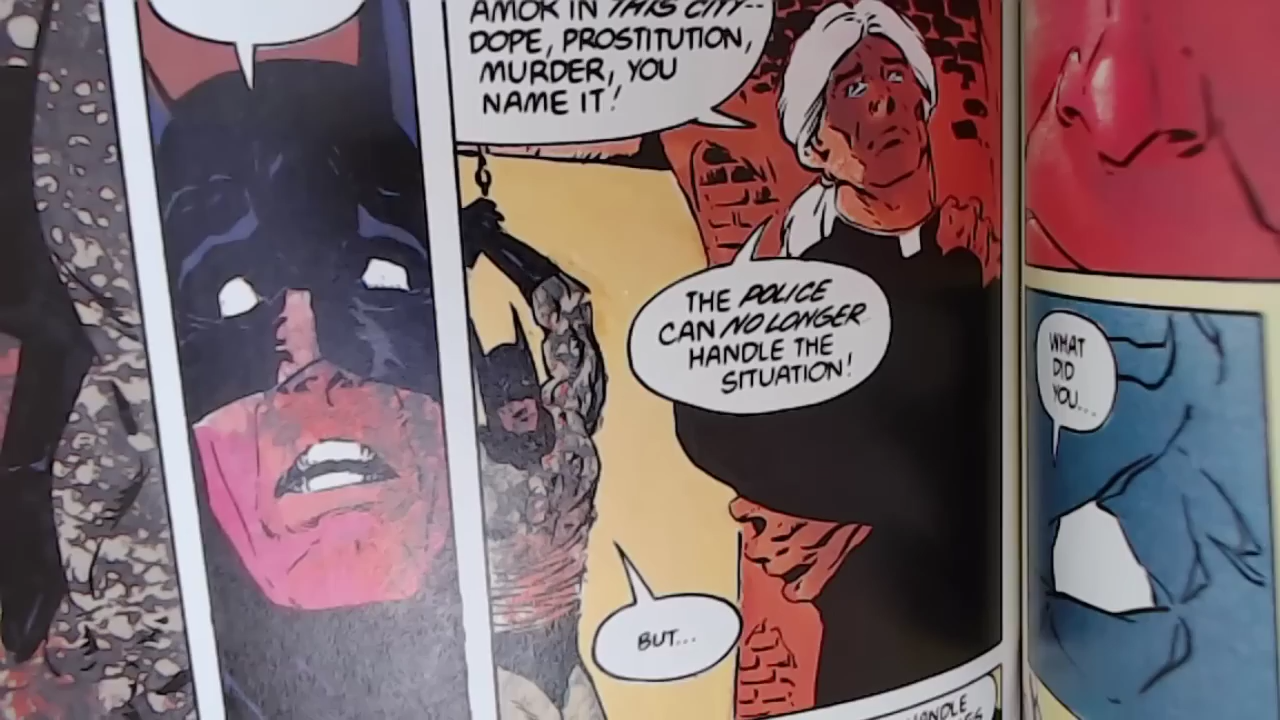 AMOK IN THIS CITY--
DOPE, PROSTITUTION,
MURDER, YOU
NAME IT!
THE POLICE
CAN NO LONGER
HANDLE THE
SITUATION!
BUT...
WHAT
DID
YOU...
HANDLE